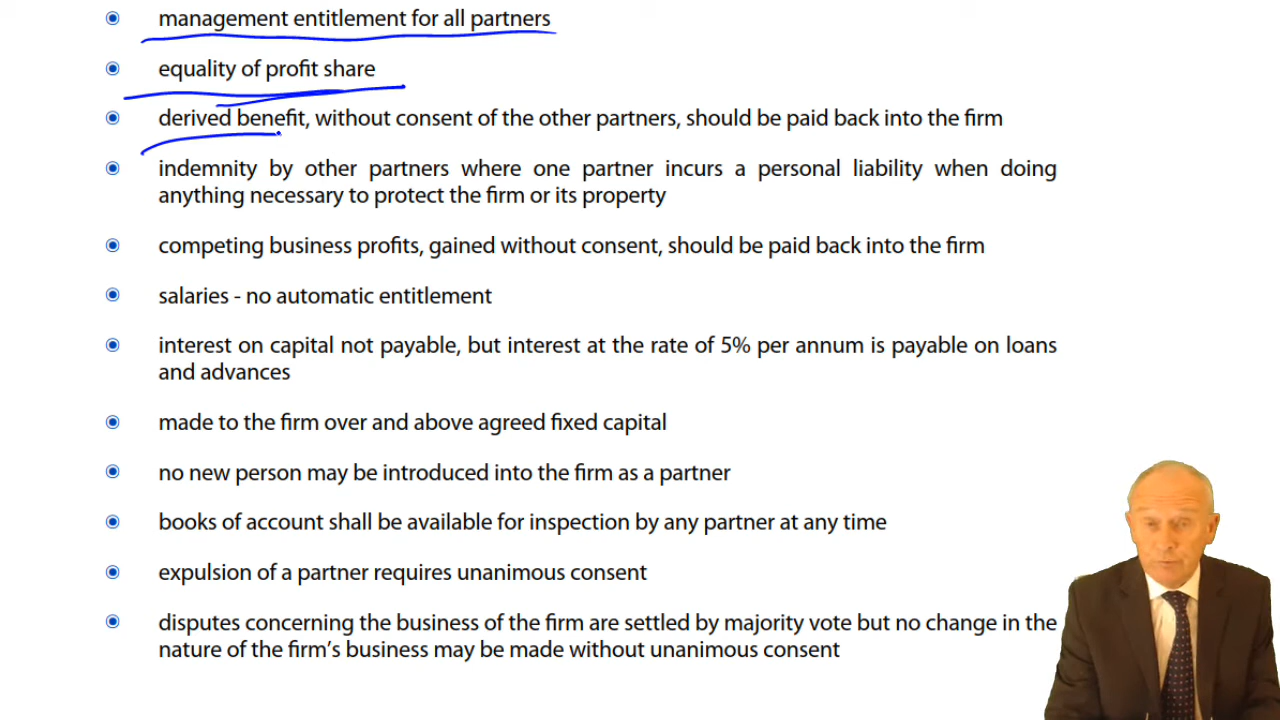 management entitlement for all partners
equality of profit share
derived benefit, without consent of the other partners, should be paid back into the firm
indemnity by other partners where one partner incurs a personal liability when doing
anything necessary to protect the firm or its property
competing business profits, gained without consent, should be paid back into the firm
salaries - no automatic entitlement
interest on capital not payable, but interest at the rate of 5% per annum is payable on loans
and advances
made to the firm over and above agreed fixed capital
no new person may be introduced into the firm as a partner
books of account shall be available for inspection by any partner at any time
expulsion of a partner requires unanimous consent
disputes concerning the business of the firm are settled by majority vote but no change in the
nature of the firm's business may be made without unanimous consent